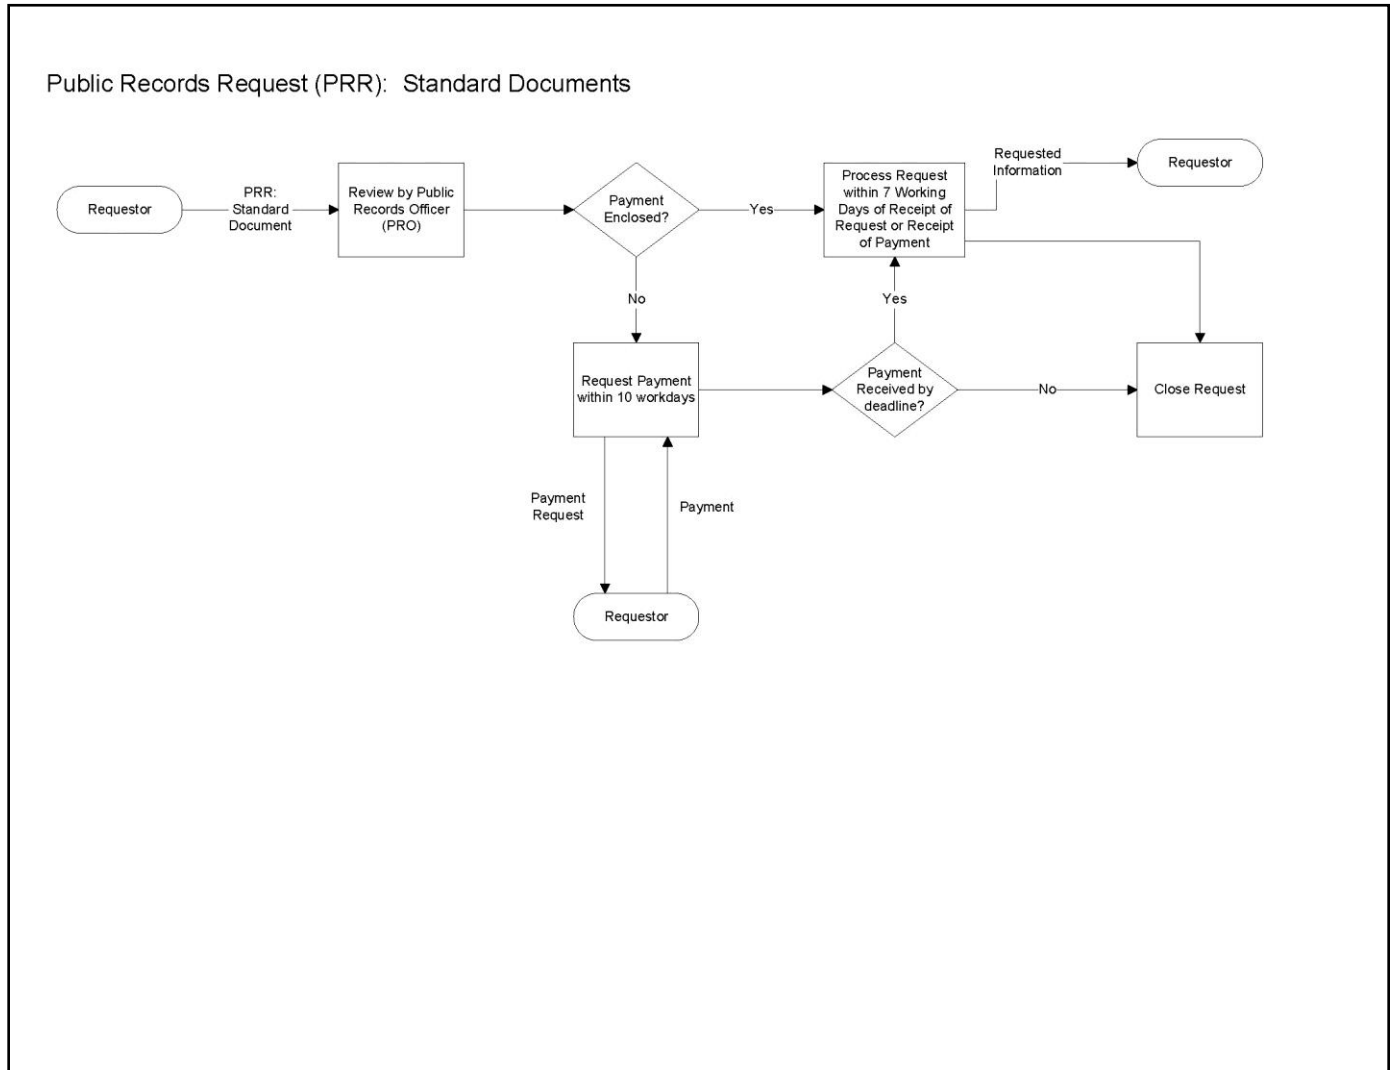 Public Records Request (PRR):  Standard Documents
Requestor
PRR:
Standard
Document
Review by Public
Records Officer
(PRO)
Payment
Enclosed?
Yes
Process Request
within 7 Working
Days of Receipt of
Request or Receipt
of Payment
Requested
Information
Requestor
No
Yes
Request Payment
within 10 workdays
Payment
Received by
deadline?
No
Close Request
Payment
Request
Payment
Requestor